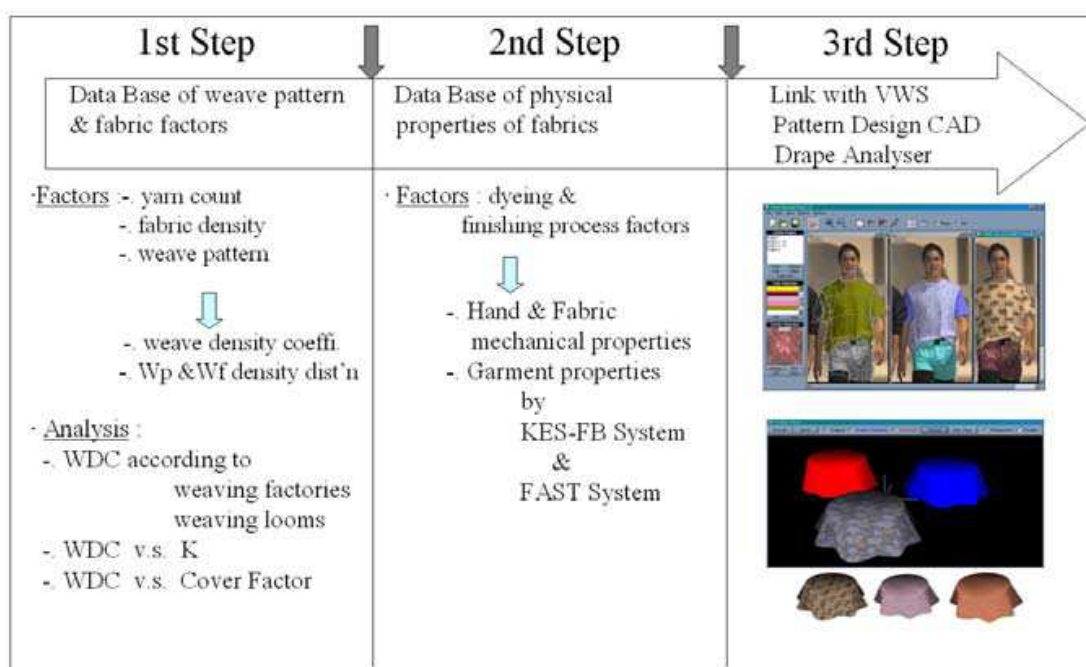 1st Step
Data Base of weave pattern
& fabric factors
·Factors :-. yarn count
-. fabric density
-. weave pattern
-. weave density coeffi.
-. Wp &Wf density dist'n
· Analysis :
-. WDC according to
weaving factories
weaving looms
-. WDC v.s. K
-. WDC v.s. Cover Factor
2nd Step
Data Base of physical
properties of fabrics
· Factors : dyeing &
finishing process factors
-. Hand & Fabric
mechanical properties
-. Garment properties
by
KES-FB System
&
FAST System
3rd Step
Link with VWS
Pattern Design CAD
Drape Analyser